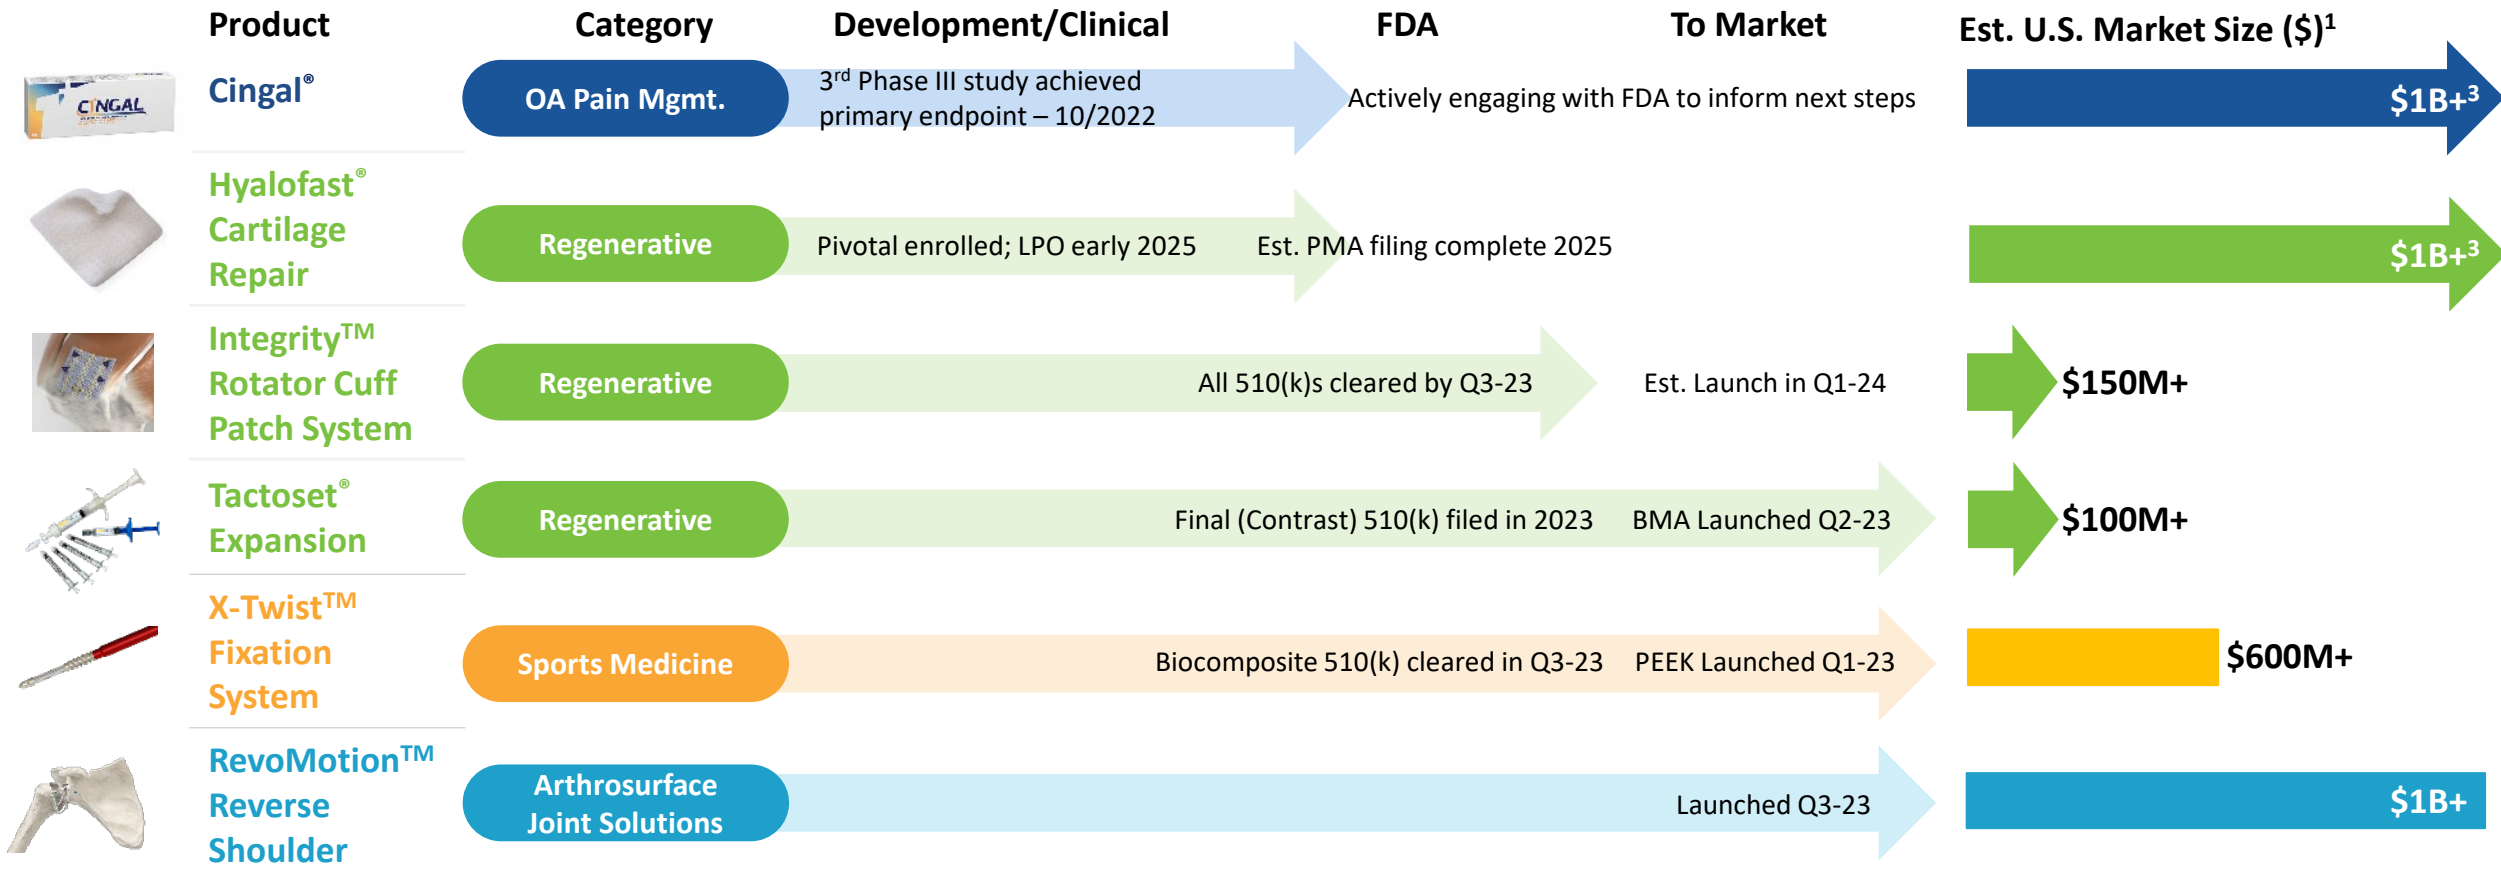 Product Category Development/Clinical FDA To Market Est. U.S. Market Size ($)1
CINGAL
Cingal®
OA Pain Mgmt.
3rd Phase III study achieved
primary endpoint – 10/2022
Actively engaging with FDA to inform next steps
$1B+3
Hyalofast®
Cartilage
Repair
Regenerative
Pivotal enrolled; LPO early 2025
Est. PMA filing complete 2025
$1B+3
Integrity™
Rotator Cuff
Patch System
Regenerative
All 510(k)s cleared by Q3-23
Est. Launch in Q1-24
$150M+
Tactoset®
Expansion
Regenerative
Final (Contrast) 510(k) filed in 2023
BMA Launched Q2-23
$100M+
X-Twist™
Fixation
System
Sports Medicine
Biocomposite 510(k) cleared in Q3-23
PEEK Launched Q1-23
$600M+
RevoMotion™
Reverse
Shoulder
Arthrosurface
Joint Solutions
Launched Q3-23
$1B+